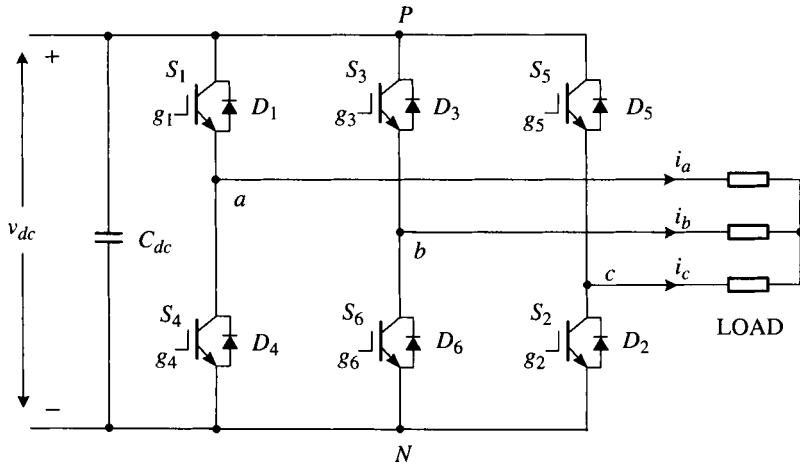 P
+
S1 S3 S5
g1 D1 g3 D3 g5 D5
ia
a
vdc Cdc
ib
b
ic
c
S4 S6 S2
LOAD
g4 D4 g6 D6 g2 D2
−
N